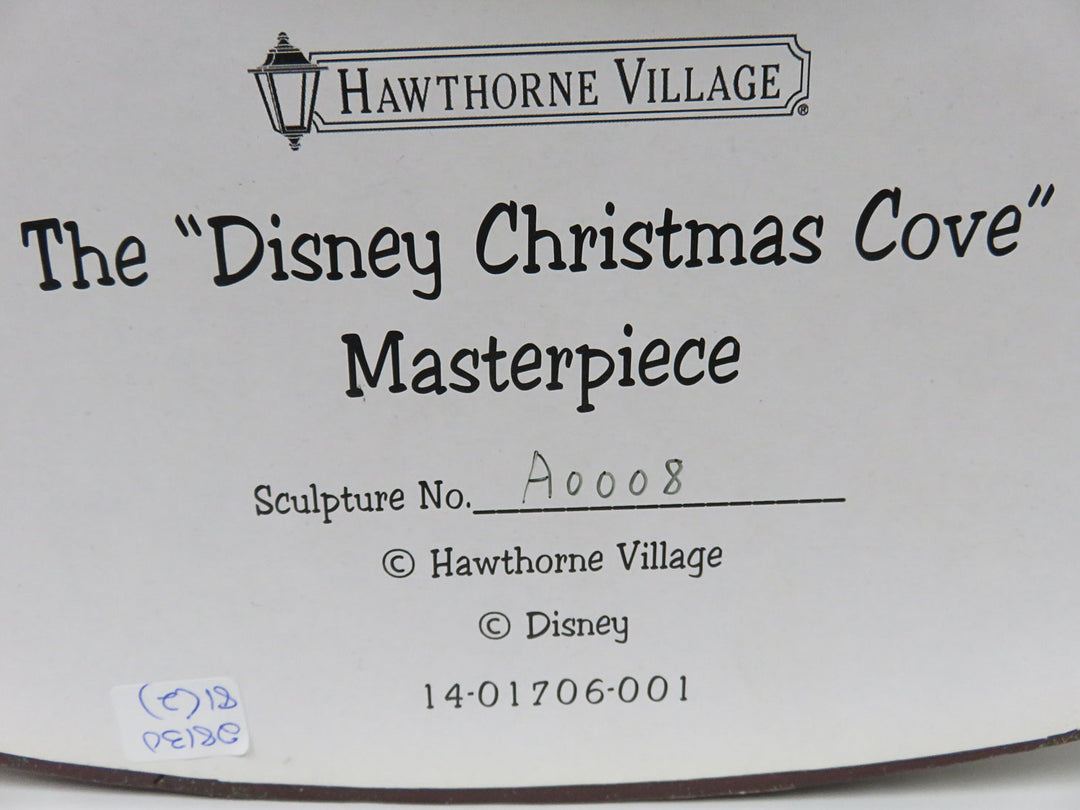 HAWTHORNE VILLAGE ®
The "Disney Christmas Cove"
Masterpiece
Sculpture No. A0008
© Hawthorne Village
© Disney
14-01706-001